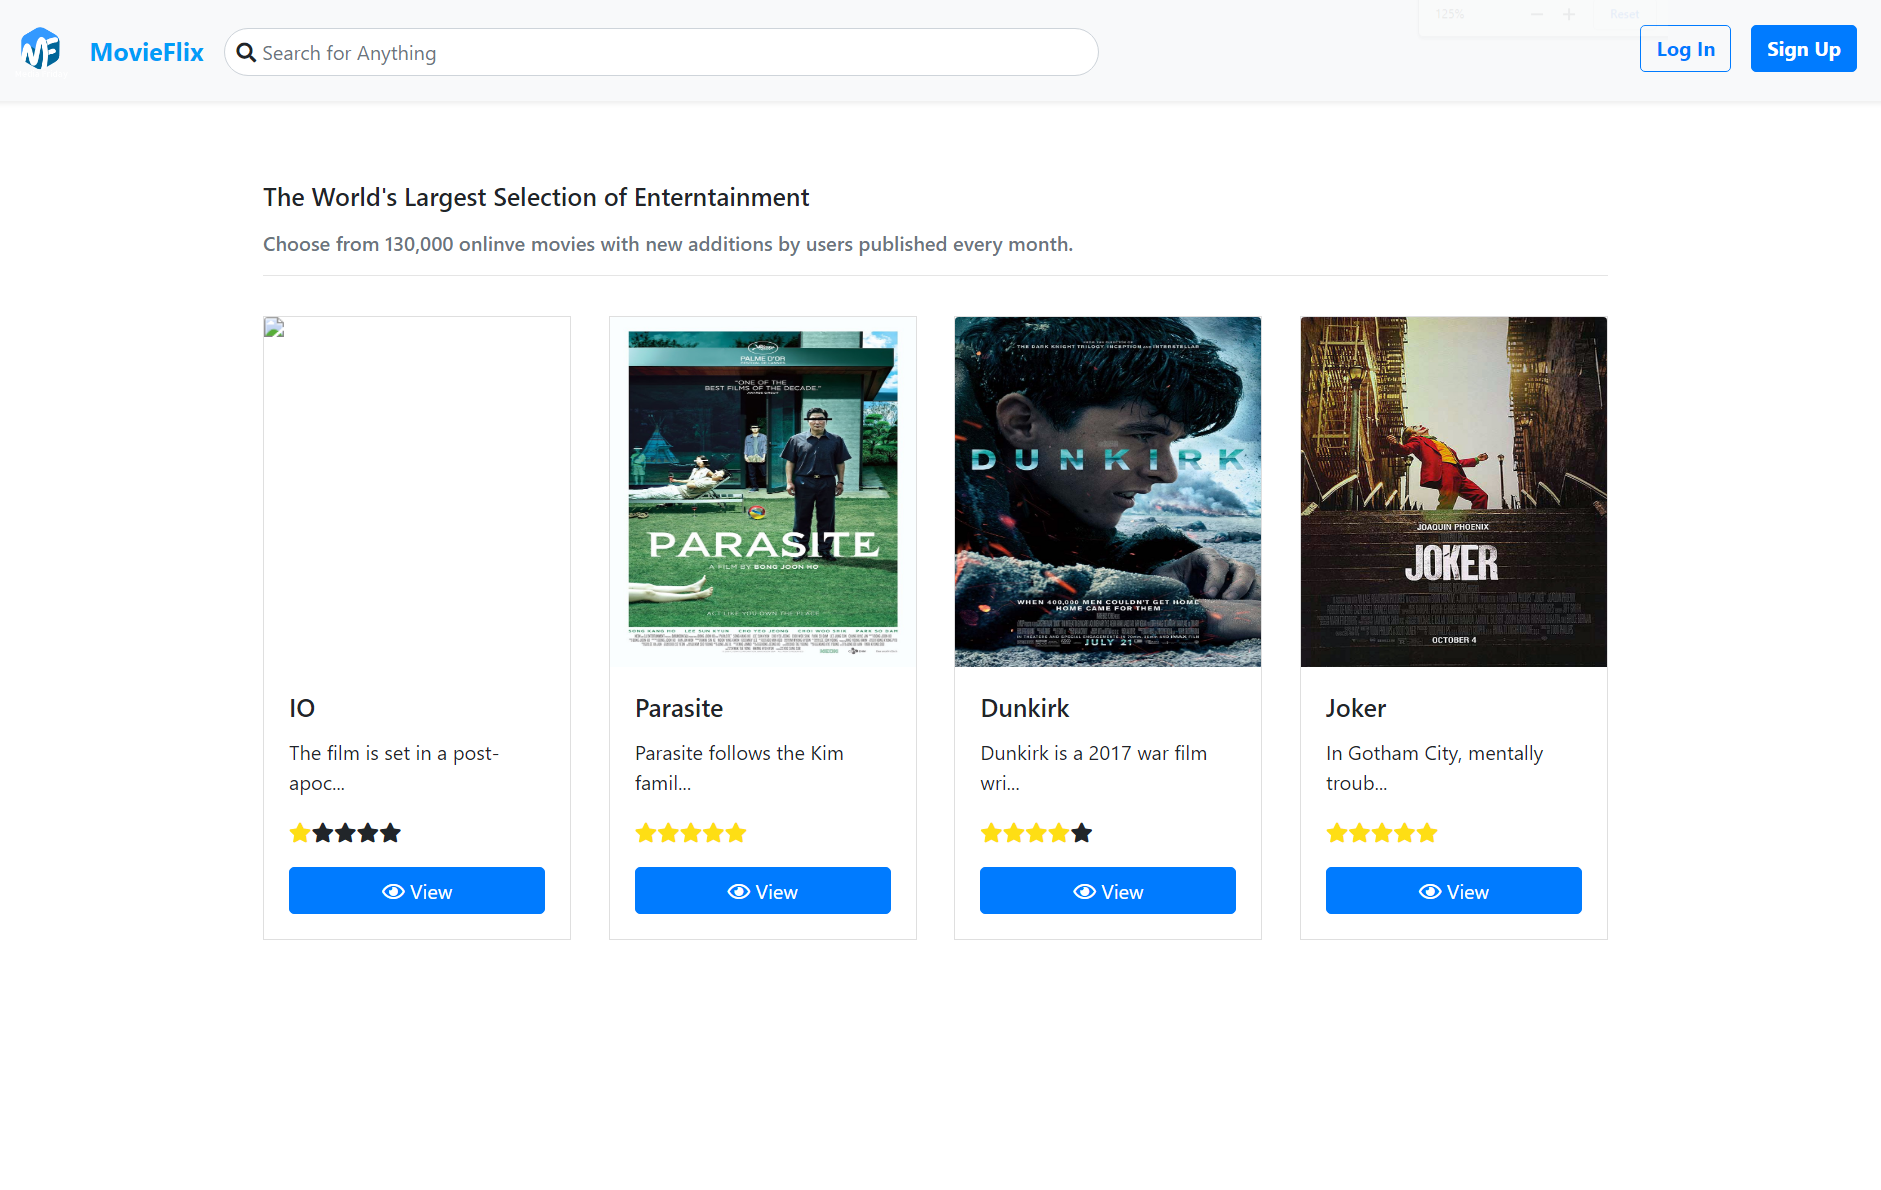 125%
Reset
MF
MovieFlix
Search for Anything
Log In
Sign Up
The World's Largest Selection of Enterntainment
Choose from 130,000 onlinve movies with new additions by users published every month.
PALME D'OR
"ONE OF THE
BEST FILMS OF THE DECADE."
PARASITE
A FILM BY BONG JOON HO
ACT LIKE YOU OWN THE PLACE
FROM THE DIRECTOR OF
THE DARK KNIGHT TRILOGY, INCEPTION AND INTERSTELLAR
DUNKIRK
WHEN 400,000 MEN COULDN'T GET HOME
HOME CAME FOR THEM
JULY 21
JOAQUIN PHOENIX
JOKER
OCTOBER 4
IO
The film is set in a post-
apoc...
View
Parasite
Parasite follows the Kim
famil...
View
Dunkirk
Dunkirk is a 2017 war film
wri...
View
Joker
In Gotham City, mentally
troub...
View